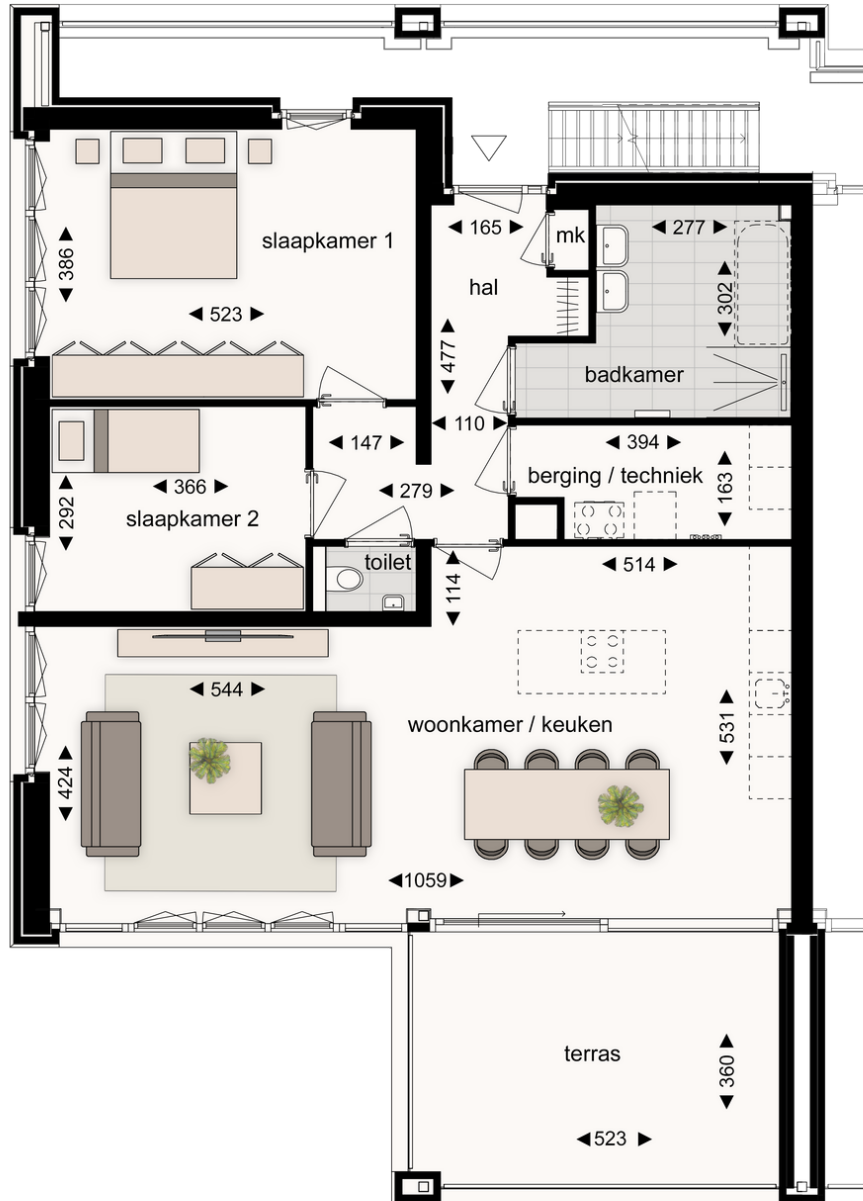 165
mk
277
slaapkamer 1
386
hal
302
523
477
badkamer
110
147
394
berging / techniek
163
366
279
292
slaapkamer 2
toilet
114
514
544
woonkamer / keuken
531
424
1059
terras
360
523